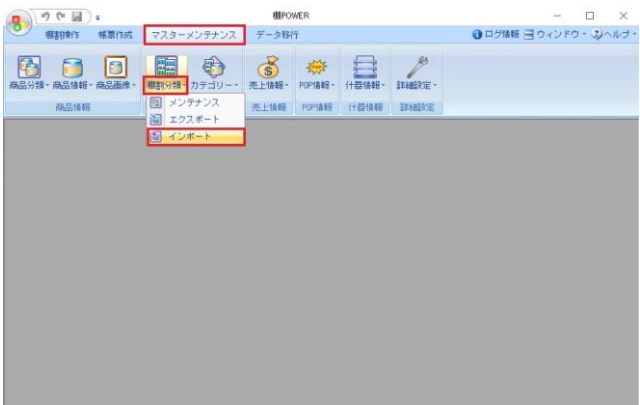 棚POWER
棚割操作 帳票作成 マスターメンテナンス データ移行 ログ情報 ウィンドウ ヘルプ
商品分類 商品情報 商品画像 棚割分類 カテゴリー 売上情報 POP情報 什器情報 詳細設定
商品情報 売上情報 POP情報 什器情報 詳細設定
メンテナンス
エクスポート
インポート